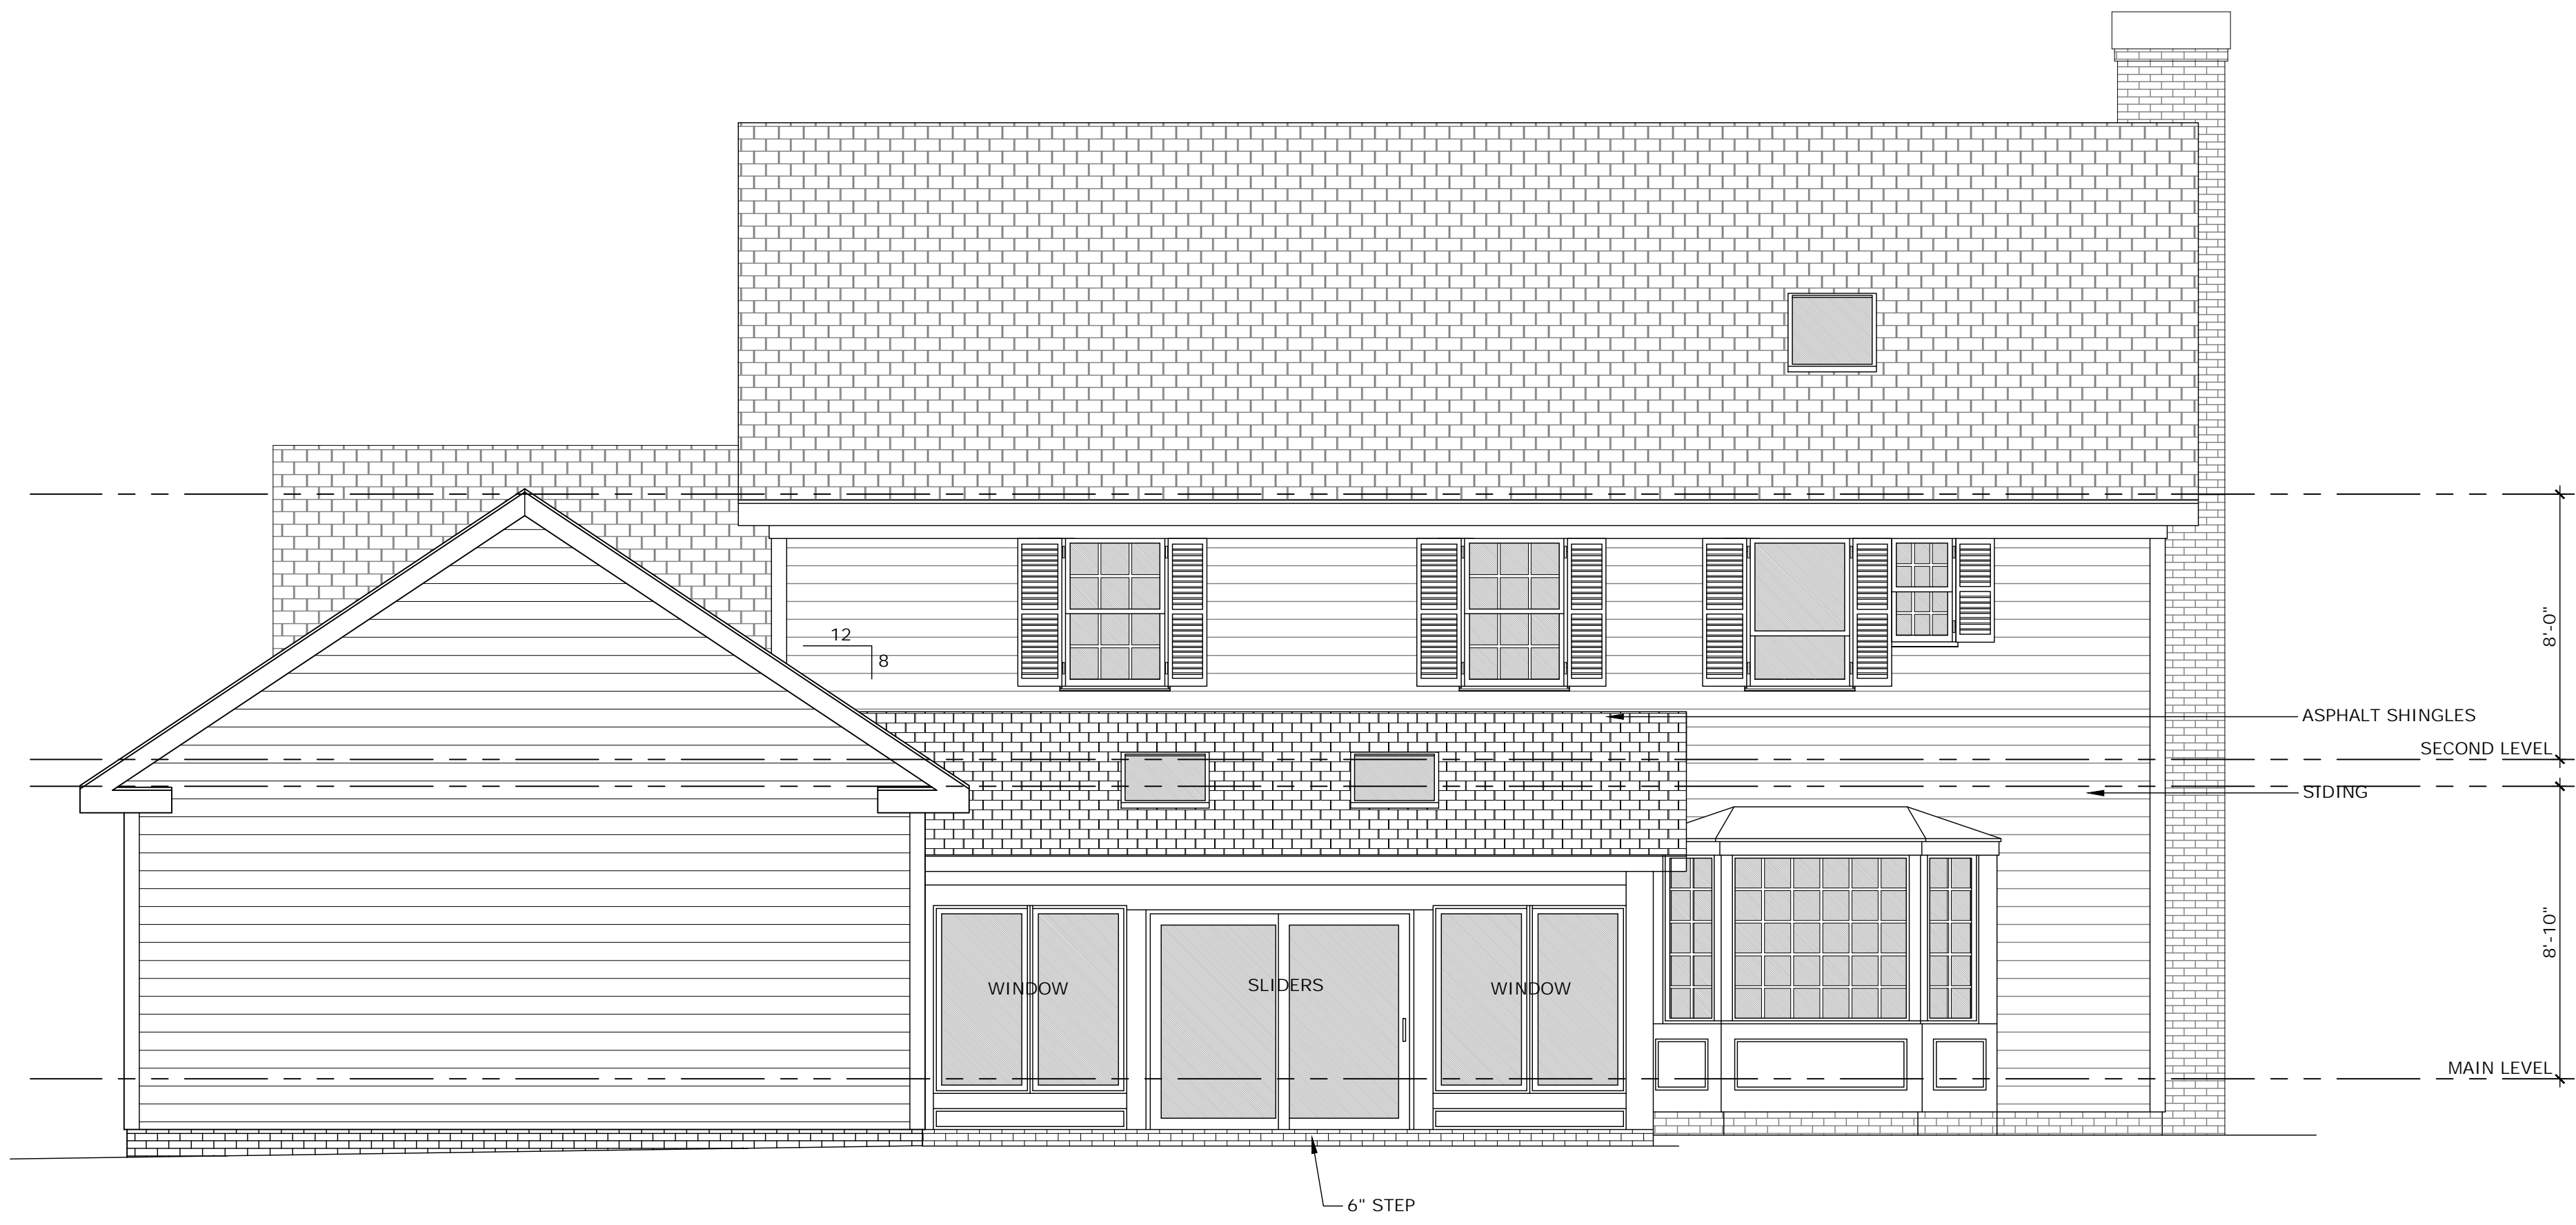 12
8
8'-0"
ASPHALT SHINGLES
SECOND LEVEL
SIDING
8'-10"
WINDOW
SLIDERS
WINDOW
MAIN LEVEL
6" STEP